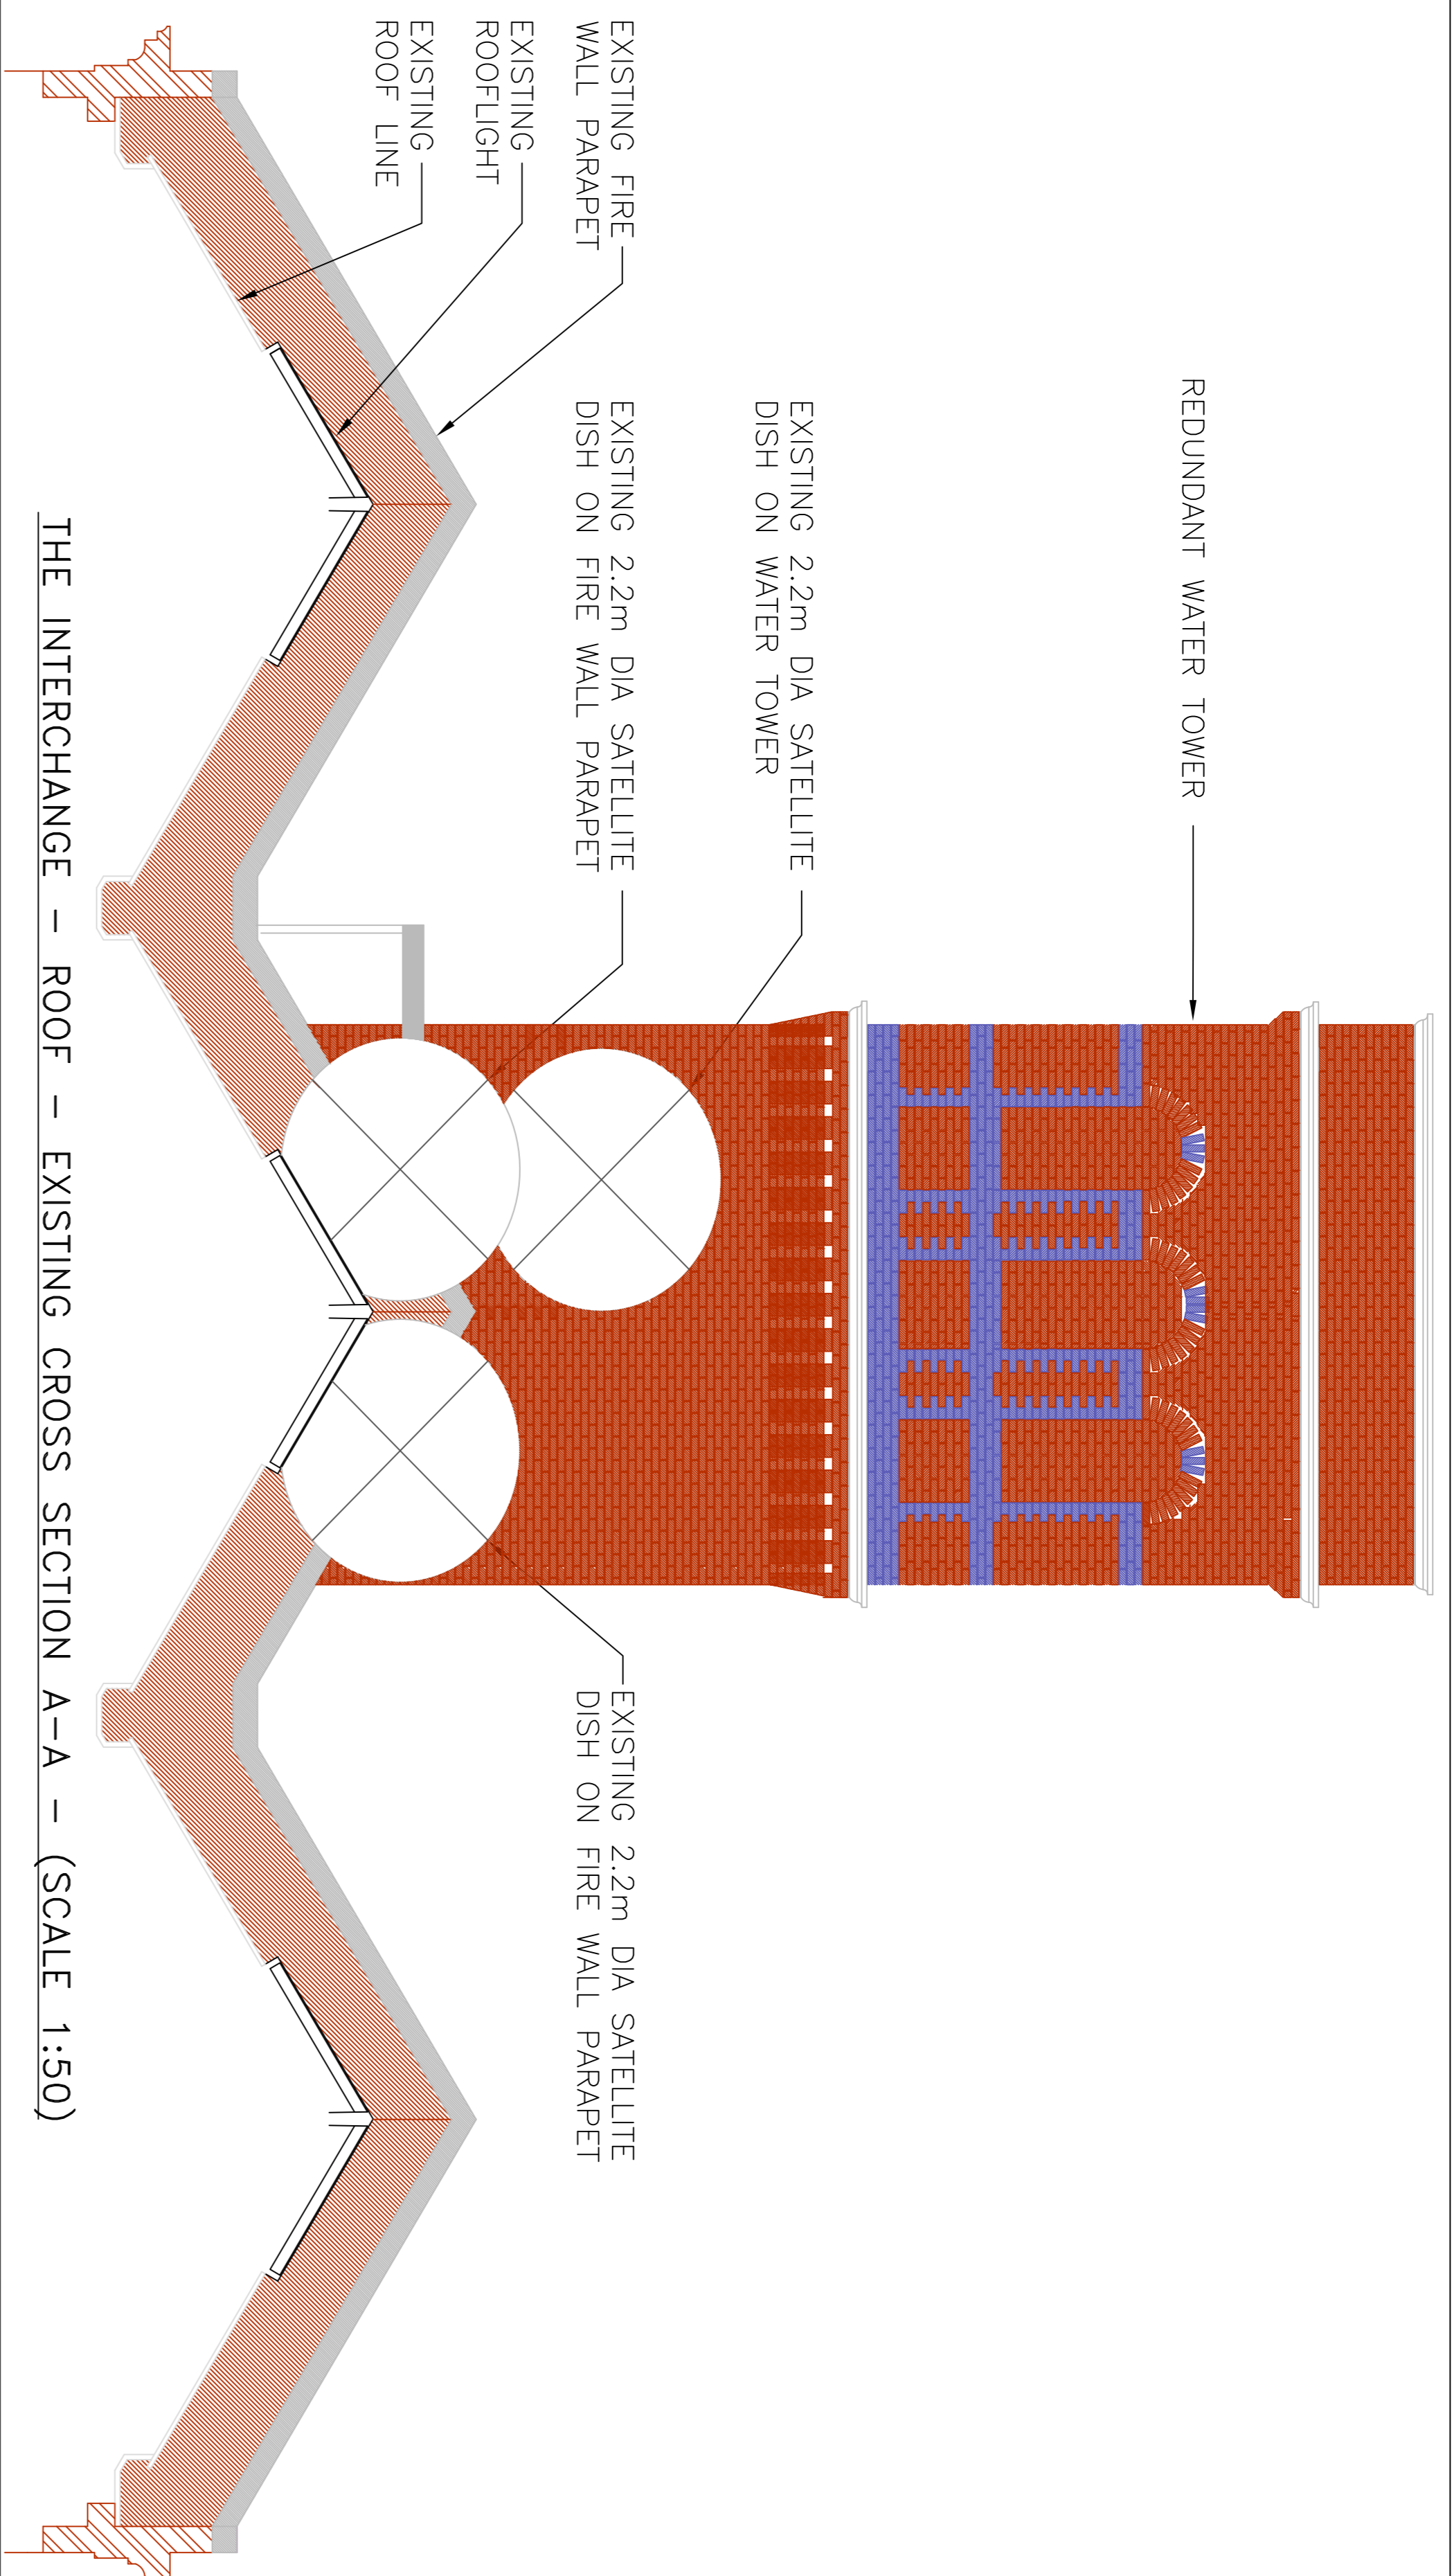 REDUNDANT WATER TOWER
EXISTING 2.2m DIA SATELLITE
DISH ON WATER TOWER
EXISTING FIRE
WALL PARAPET
EXISTING 2.2m DIA SATELLITE
DISH ON FIRE WALL PARAPET
EXISTING 2.2m DIA SATELLITE
DISH ON FIRE WALL PARAPET
EXISTING
ROOFLIGHT
EXISTING
ROOF LINE
THE INTERCHANGE - ROOF - EXISTING CROSS SECTION A-A - (SCALE 1:50)